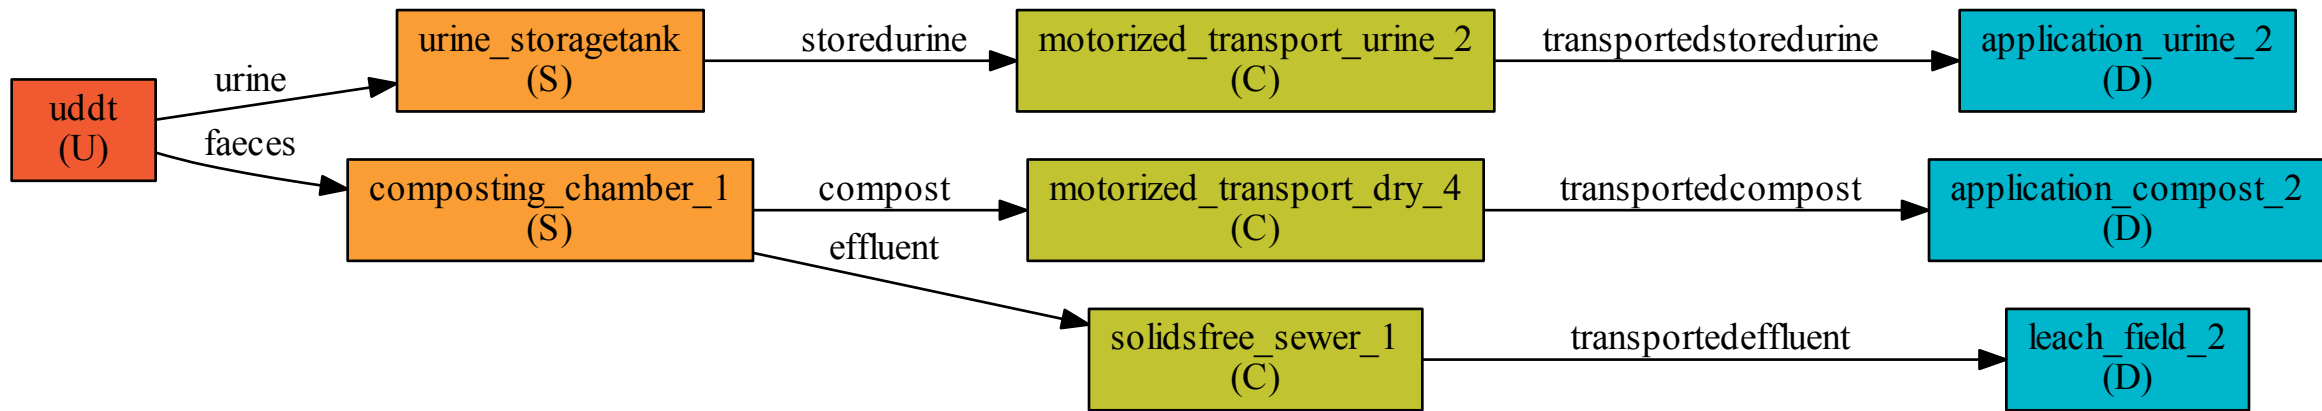 urine_storagetank
(S)
storedurine
motorized_transport_urine_2
(C)
transportedstoredurine
application_urine_2
(D)
uddt
(U)
urine
faeces
composting_chamber_1
(S)
compost
motorized_transport_dry_4
(C)
transportedcompost
application_compost_2
(D)
effluent
solidsfree_sewer_1
(C)
transportedeffluent
leach_field_2
(D)